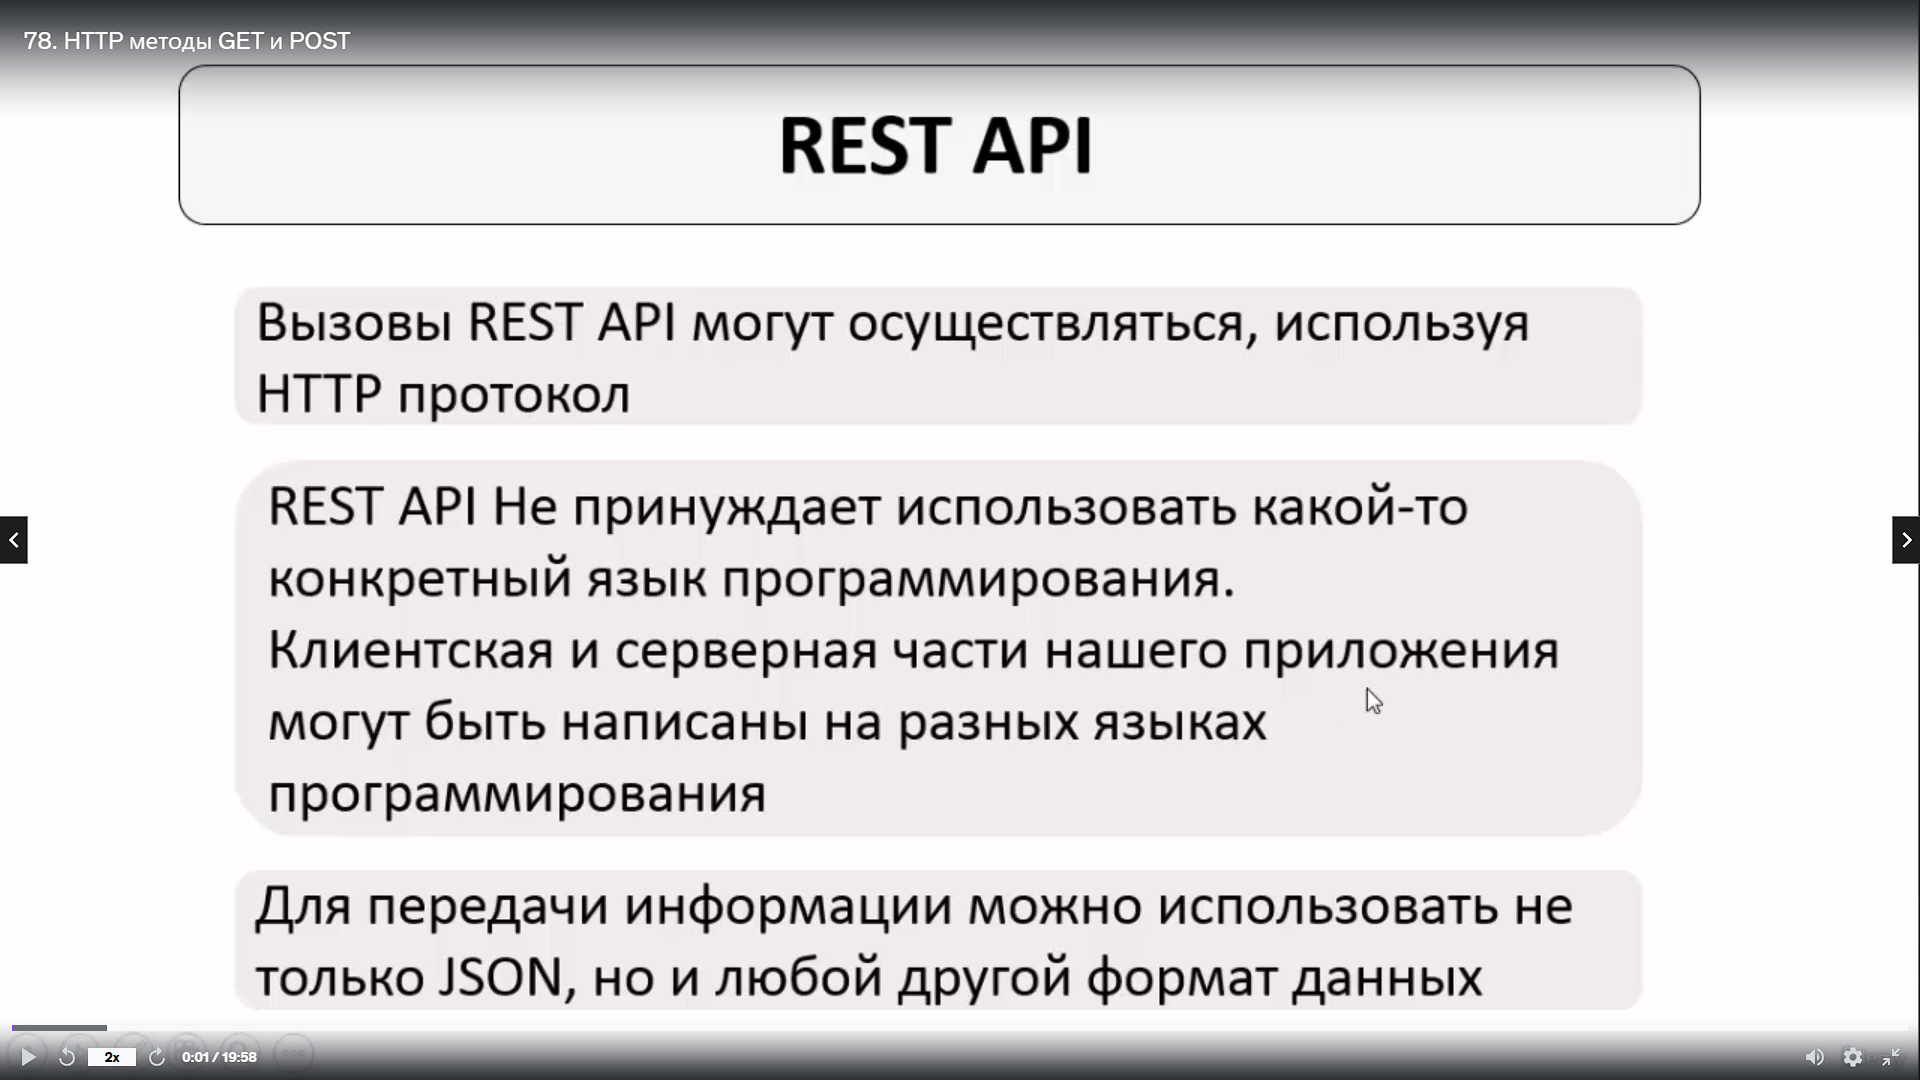 78. HTTP методы GET и POST
REST API
Вызовы REST API могут осуществляться, используя
HTTP протокол
REST API Не принуждает использовать какой-то
конкретный язык программирования.
Клиентская и серверная части нашего приложения
могут быть написаны на разных языках
программирования
Для передачи информации можно использовать не
только JSON, но и любой другой формат данных
2x
0:01 / 19:58